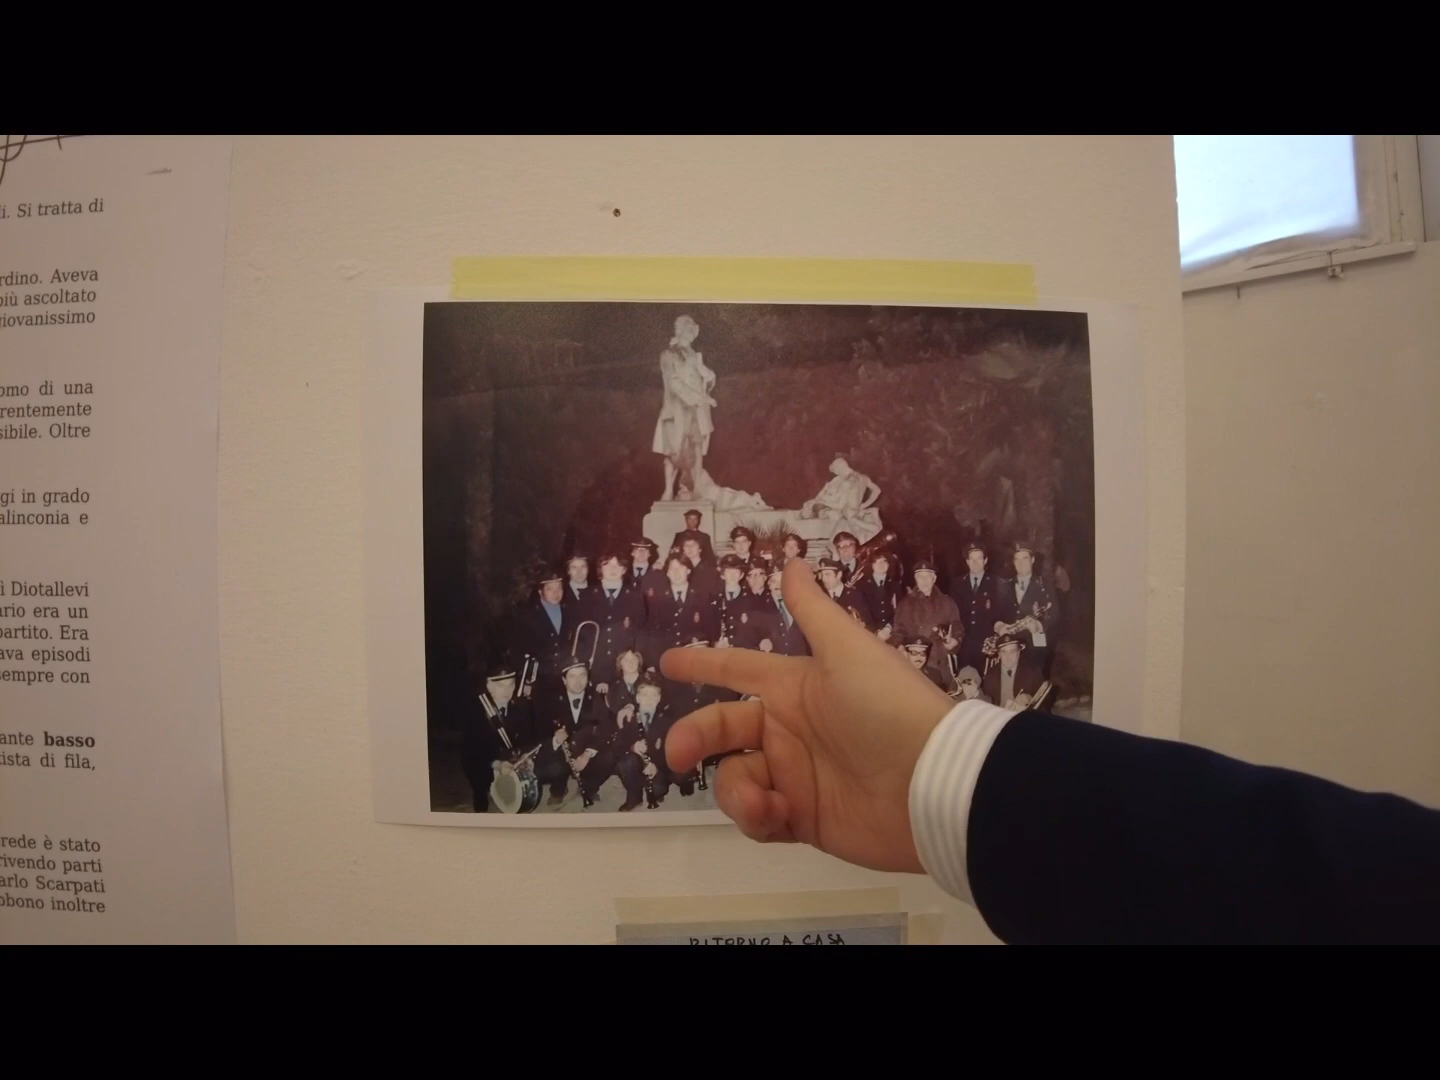 i. Si tratta di
rdino. Aveva
più ascoltato
giovanissimo
omo di una
rentemente
sibile. Oltre
gi in grado
alinconia e
ì Diotallevi
ario era un
partito. Era
ava episodi
sempre con
ante basso
ista di fila,
rede è stato
rivendo parti
arlo Scarpati
bbono inoltre
RITORNO A CASA